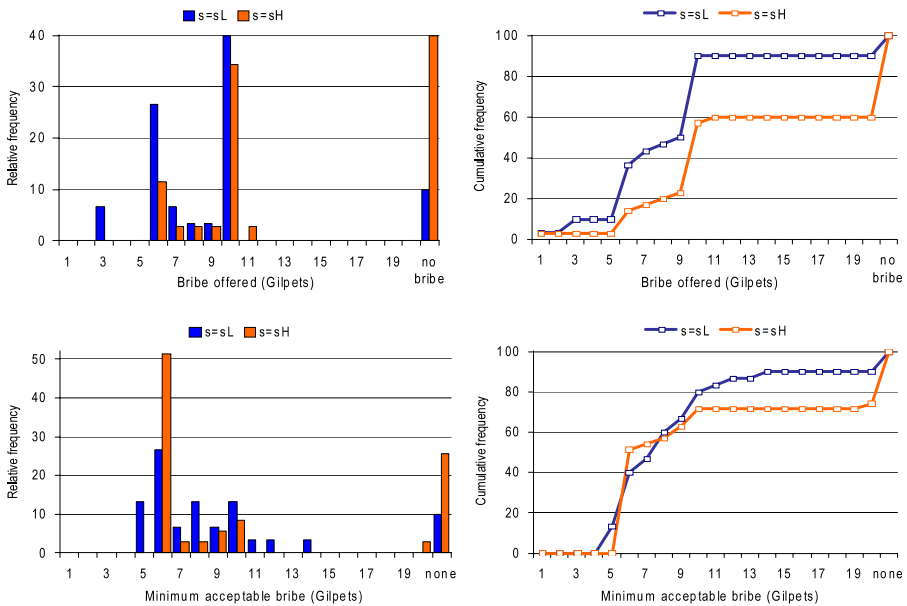 s=sL s=sH
40
30
20
10
0
Relative frequency
1 3 5 7 9 11 13 15 17 19 no
bribe
Bribe offered (Gilpets)
s=sL s=sH
100
80
60
40
20
0
Cumulative frequency
1 3 5 7 9 11 13 15 17 19 no
bribe
Bribe offered (Gilpets)
s=sL s=sH
50
40
30
20
10
0
Relative frequency
1 3 5 7 9 11 13 15 17 19 none
Minimum acceptable bribe (Gilpets)
s=sL s=sH
100
80
60
40
20
0
Cumulative frequency
1 3 5 7 9 11 13 15 17 19 none
Minimum acceptable bribe (Gilpets)